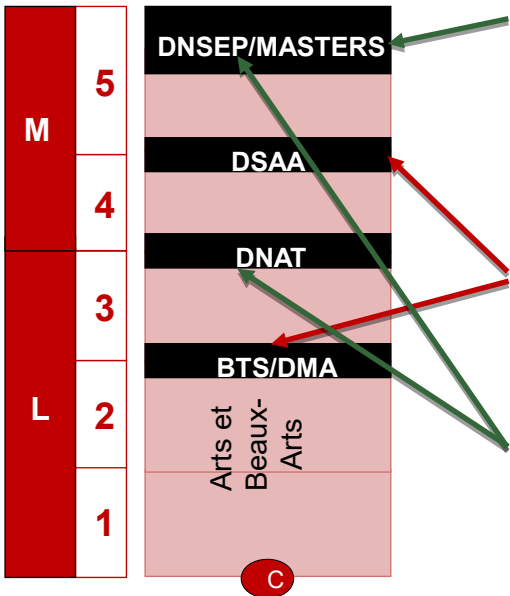 DNSEP/MASTERS
5
M
DSAA
4
DNAT
3
BTS/DMA
L
2
Arts et
Beaux-
Arts
1
C